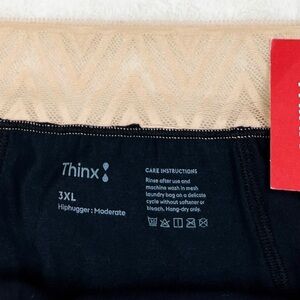 Thinx
3XL
Hiphugger: Moderate
CARE INSTRUCTIONS
Rinse after use and
machine wash in mesh
laundry bag on a delicate
cycle without softener or
bleach. Hang-dry only.